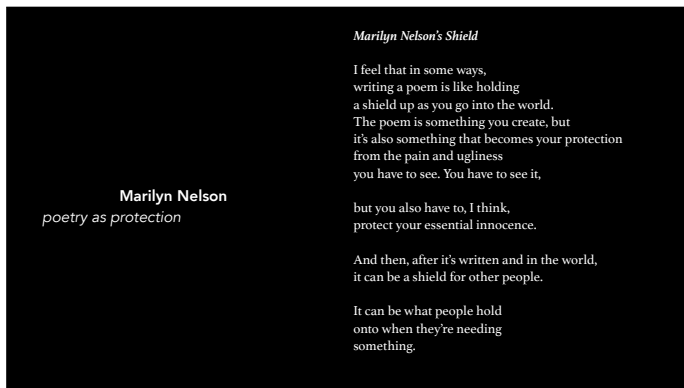 Marilyn Nelson
poetry as protection
Marilyn Nelson's Shield
I feel that in some ways,
writing a poem is like holding
a shield up as you go into the world.
The poem is something you create, but
it's also something that becomes your protection
from the pain and ugliness
you have to see. You have to see it,
but you also have to, I think,
protect your essential innocence.
And then, after it's written and in the world,
it can be a shield for other people.
It can be what people hold
onto when they're needing
something.